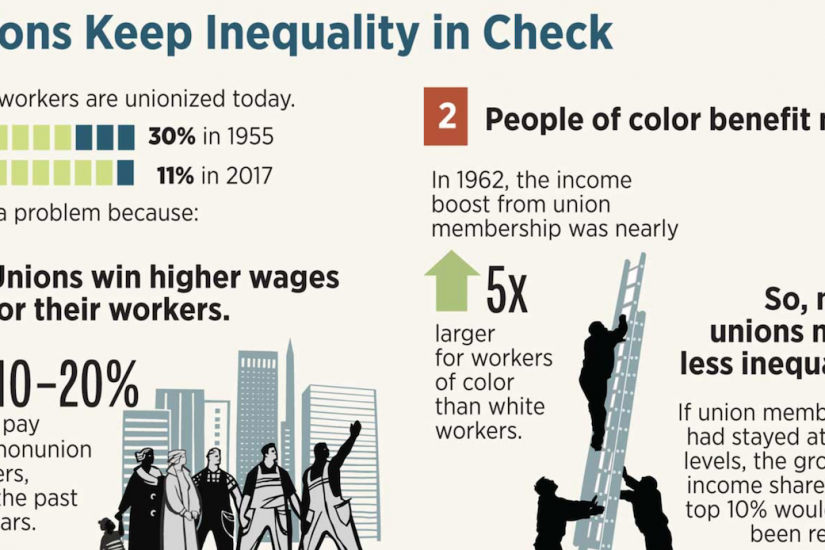 ons Keep Inequality in Check
workers are unionized today.
30% in 1955
11% in 2017
a problem because:
Unions win higher wages
or their workers.
10–20%
pay
nonunion
ers,
the past
ars.
2 People of color benefit
In 1962, the income
boost from union
membership was nearly
5x
larger
for workers
of color
than white
workers.
So,
unions
less inequa
If union memb
had stayed at
levels, the gro
income share
top 10% woul
been re